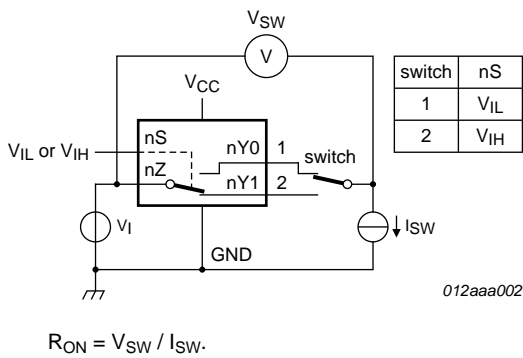 VSW
V
VCC
switch nS
1 VIL
2 VIH
nS
nY0 1
switch
VIL or VIH
nZ
nY1 2
VI
ISW
GND
012aaa002
RON = VSW / ISW.